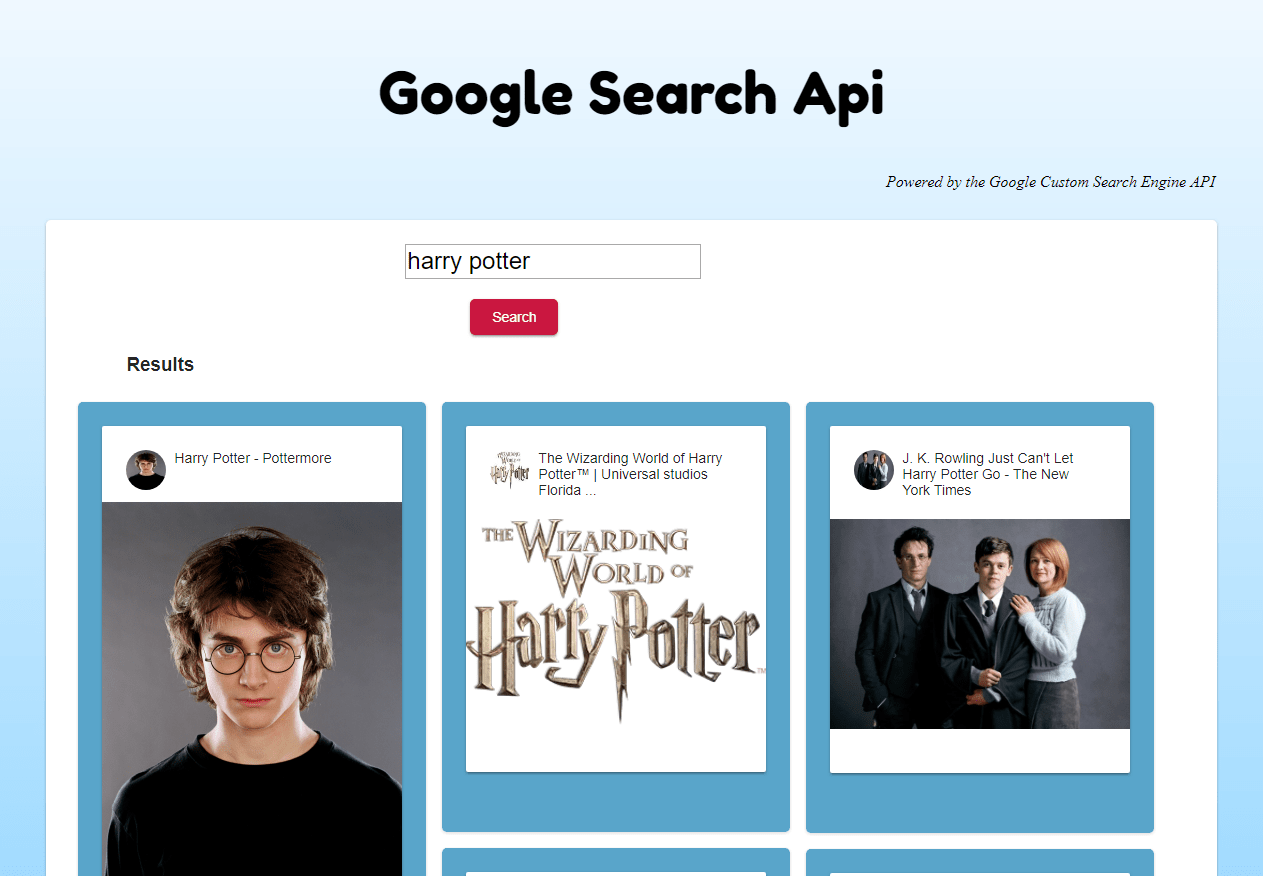 Google Search Api
Powered by the Google Custom Search Engine API
harry potter
Search
Results
Harry Potter - Pottermore
The Wizarding World of Harry
Potter™ | Universal studios
Florida ...
THE WIZARDING
WORLD OF
Harry Potter™
J. K. Rowling Just Can't Let
Harry Potter Go - The New
York Times